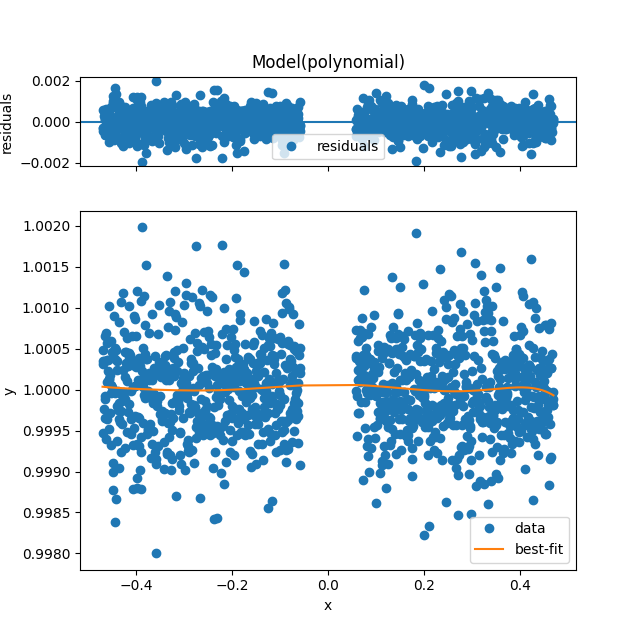 Model(polynomial)
0.002
0.000
−0.002
residuals
residuals
1.0020
1.0015
1.0010
1.0005
1.0000
0.9995
0.9990
0.9985
0.9980
y
data
best-fit
−0.4 −0.2 0.0 0.2 0.4
x